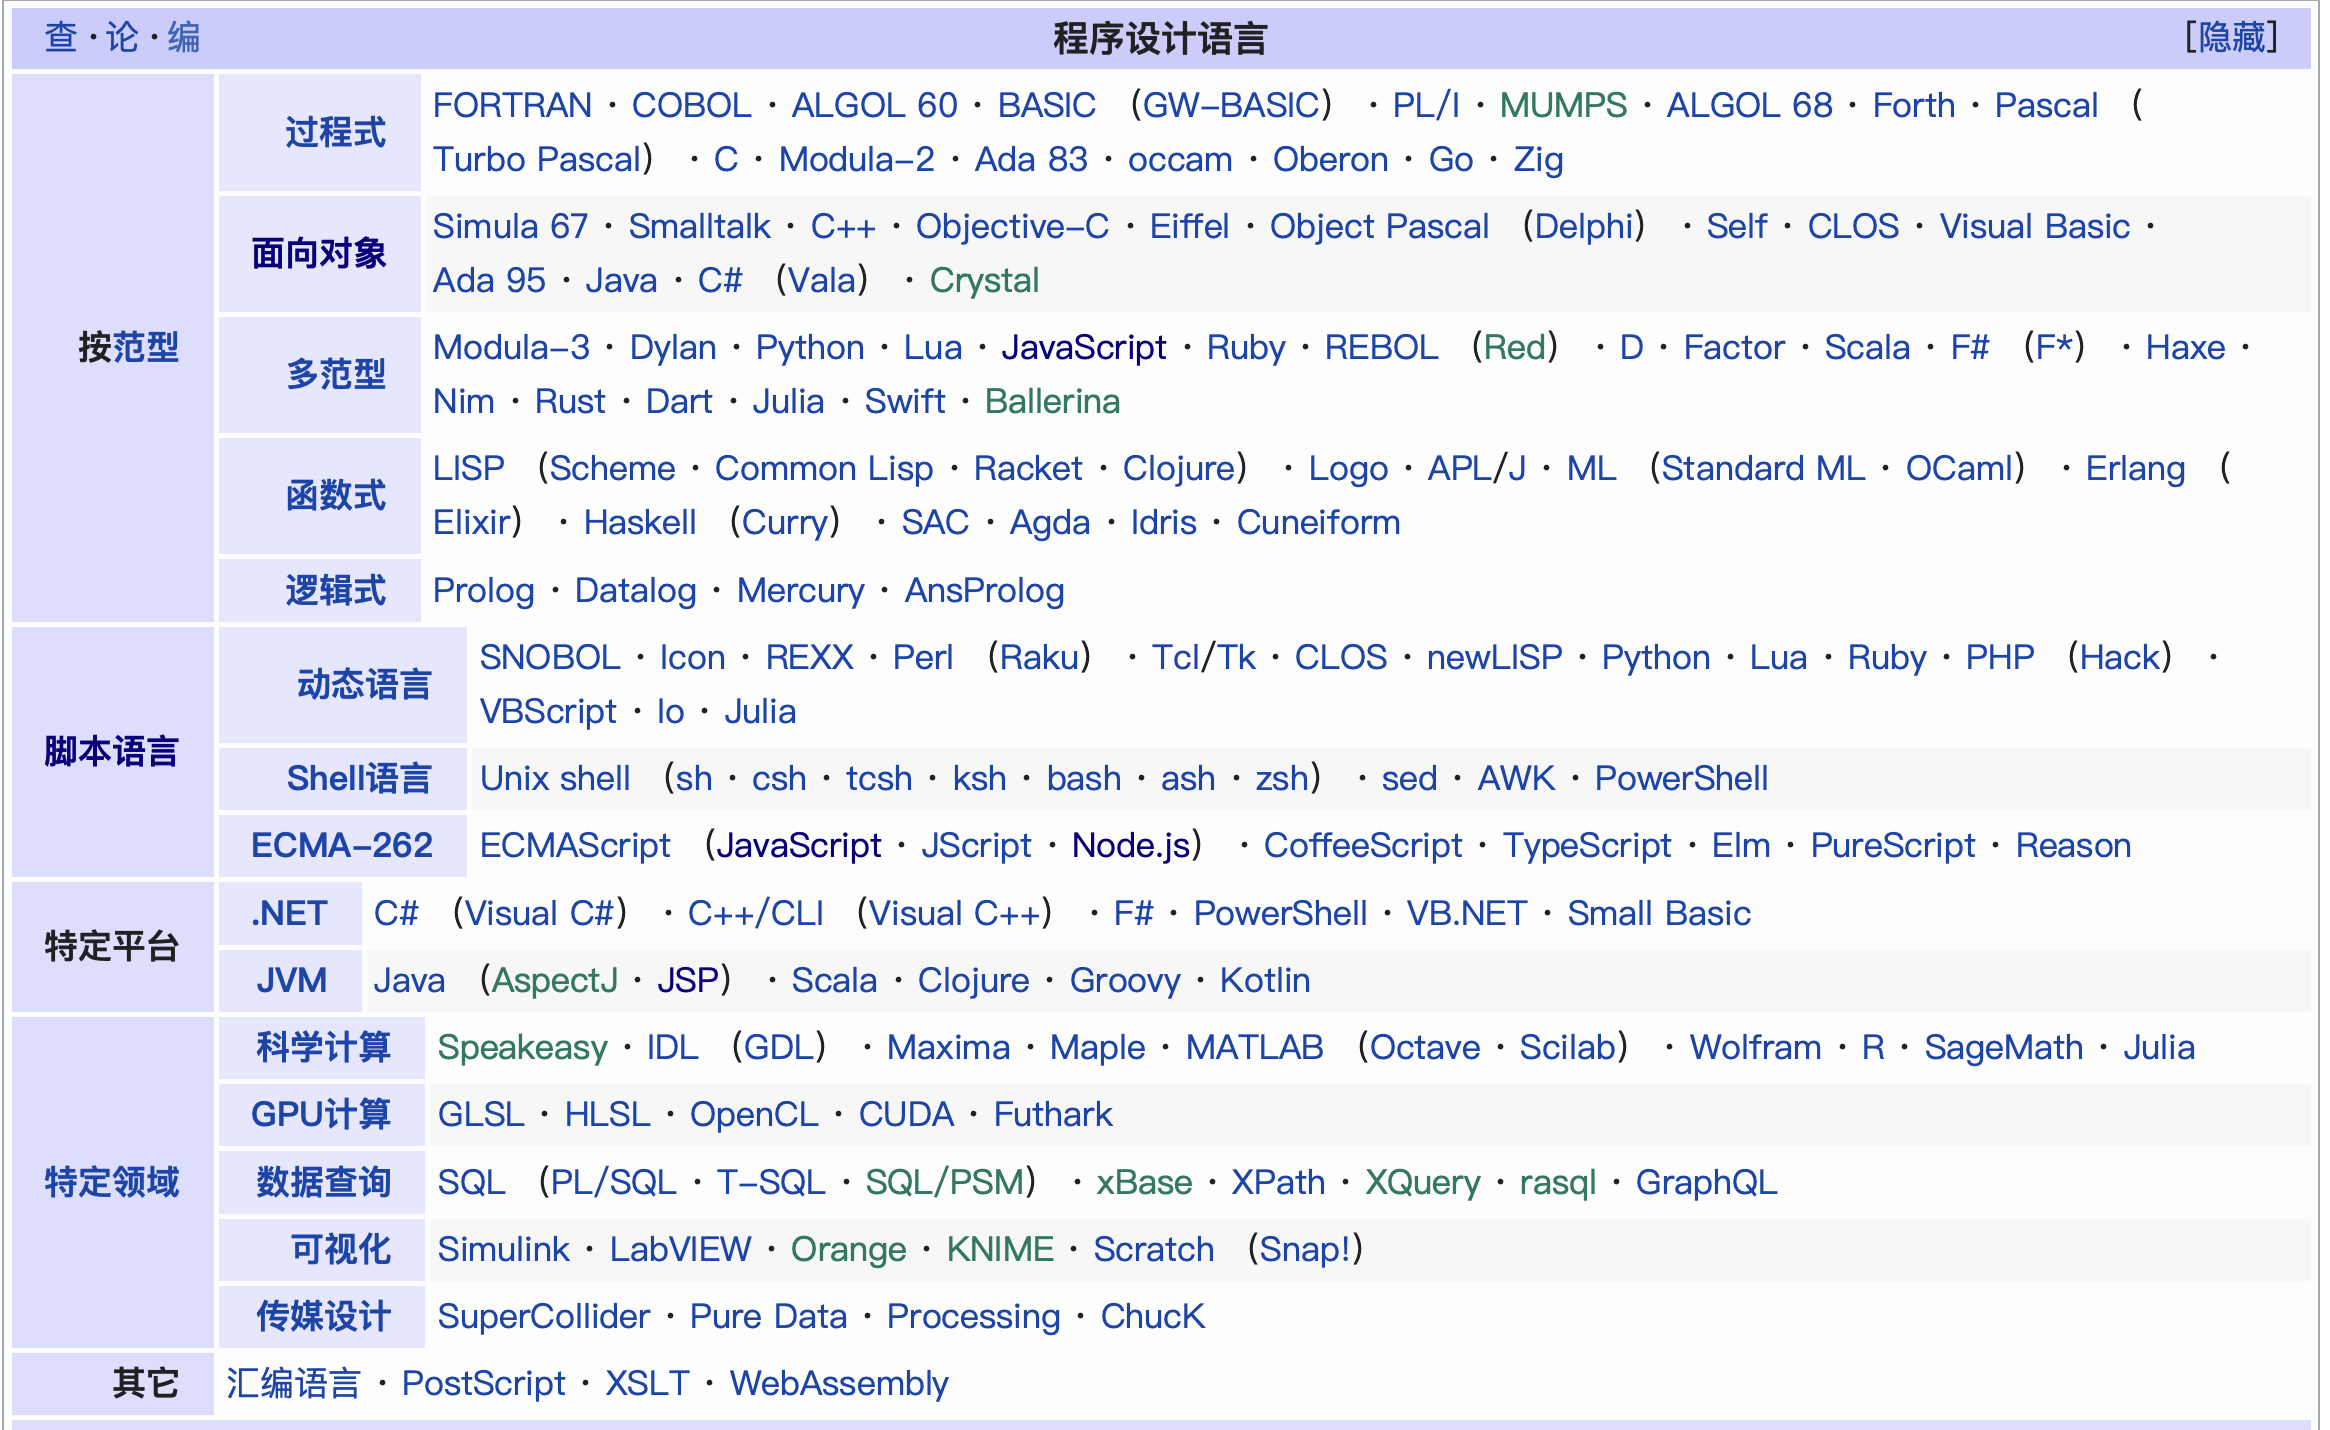 查 · 论 · 编
程序设计语言
[隐藏]
按范型
过程式
FORTRAN · COBOL · ALGOL 60 · BASIC （GW-BASIC） · PL/I · MUMPS · ALGOL 68 · Forth · Pascal （
Turbo Pascal） · C · Modula-2 · Ada 83 · occam · Oberon · Go · Zig
面向对象
Simula 67 · Smalltalk · C++ · Objective-C · Eiffel · Object Pascal （Delphi） · Self · CLOS · Visual Basic ·
Ada 95 · Java · C# （Vala） · Crystal
多范型
Modula-3 · Dylan · Python · Lua · JavaScript · Ruby · REBOL （Red） · D · Factor · Scala · F# （F*） · Haxe ·
Nim · Rust · Dart · Julia · Swift · Ballerina
函数式
LISP （Scheme · Common Lisp · Racket · Clojure） · Logo · APL/J · ML （Standard ML · OCaml） · Erlang （
Elixir） · Haskell （Curry） · SAC · Agda · Idris · Cuneiform
逻辑式
Prolog · Datalog · Mercury · AnsProlog
脚本语言
动态语言
SNOBOL · Icon · REXX · Perl （Raku） · Tcl/Tk · CLOS · newLISP · Python · Lua · Ruby · PHP （Hack） ·
VBScript · Io · Julia
Shell语言
Unix shell （sh · csh · tcsh · ksh · bash · ash · zsh） · sed · AWK · PowerShell
ECMA-262
ECMAScript （JavaScript · JScript · Node.js） · CoffeeScript · TypeScript · Elm · PureScript · Reason
特定平台
.NET
C# （Visual C#） · C++/CLI （Visual C++） · F# · PowerShell · VB.NET · Small Basic
JVM
Java （AspectJ · JSP） · Scala · Clojure · Groovy · Kotlin
特定领域
科学计算
Speakeasy · IDL （GDL） · Maxima · Maple · MATLAB （Octave · Scilab） · Wolfram · R · SageMath · Julia
GPU计算
GLSL · HLSL · OpenCL · CUDA · Futhark
数据查询
SQL （PL/SQL · T-SQL · SQL/PSM） · xBase · XPath · XQuery · rasql · GraphQL
可视化
Simulink · LabVIEW · Orange · KNIME · Scratch （Snap!）
传媒设计
SuperCollider · Pure Data · Processing · ChucK
其它
汇编语言 · PostScript · XSLT · WebAssembly